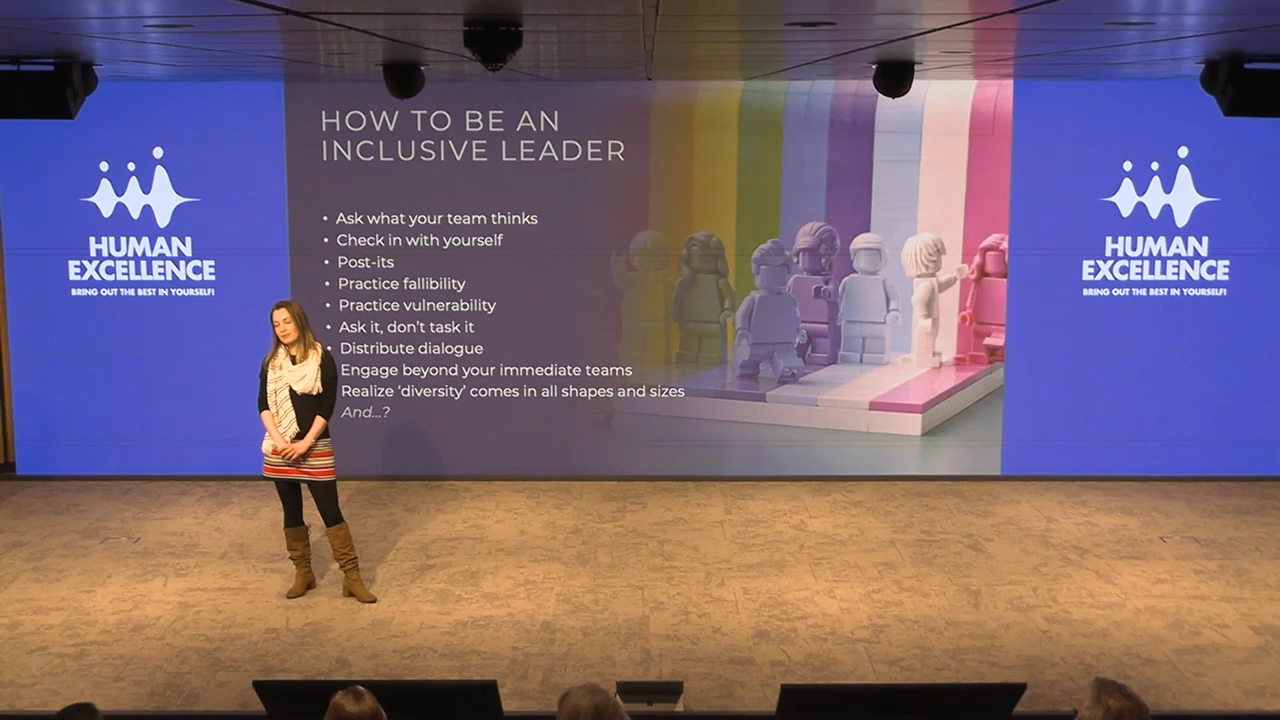 HUMAN
EXCELLENCE
BRING OUT THE BEST IN YOURSELF!
HOW TO BE AN
INCLUSIVE LEADER
• Ask what your team thinks
• Check in with yourself
• Post-its
• Practice fallibility
• Practice vulnerability
• Ask it, don't task it
• Distribute dialogue
Engage beyond your immediate teams
Realize ‘diversity’ comes in all shapes and sizes
And...?
HUMAN
EXCELLENCE
BRING OUT THE BEST IN YOURSELF!